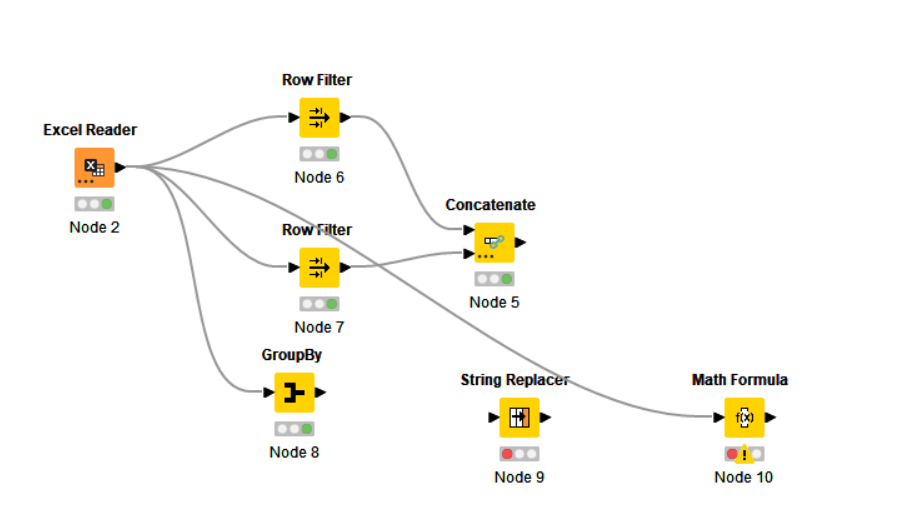 Row Filter
Excel Reader
Node 6
Concatenate
Node 2
Row Filter
Node 5
Node 7
GroupBy
String Replacer
Math Formula
f(x)
Node 8
Node 9
Node 10